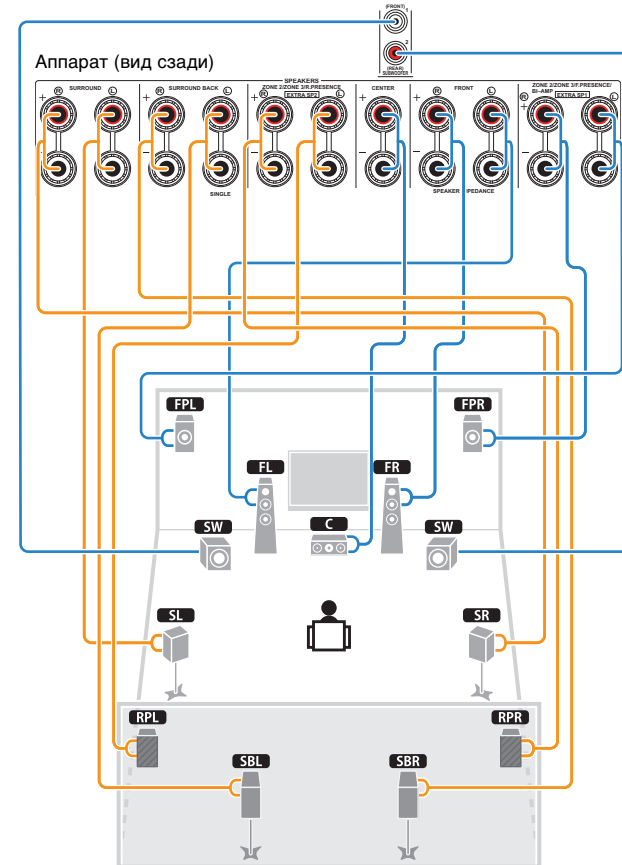 (FRONT)
1
2
(REAR)
SUBWOOFER
Аппарат (вид сзади)
SPEAKERS
SURROUND
SURROUND BACK
ZONE 2/ZONE 3/R.PRESENCE
EXTRA SP2
CENTER
FRONT
ZONE 2/ZONE 3/F.PRESENCE/
BI-AMP
EXTRA SP1
+ R L
+ R L
+ R L
+
+ R L
+ R L
– – – – – –
SINGLE
SPEAKER IMPEDANCE
FPL FPR
FL FR
SW C SW
SL SR
RPL RPR
SBL SBR